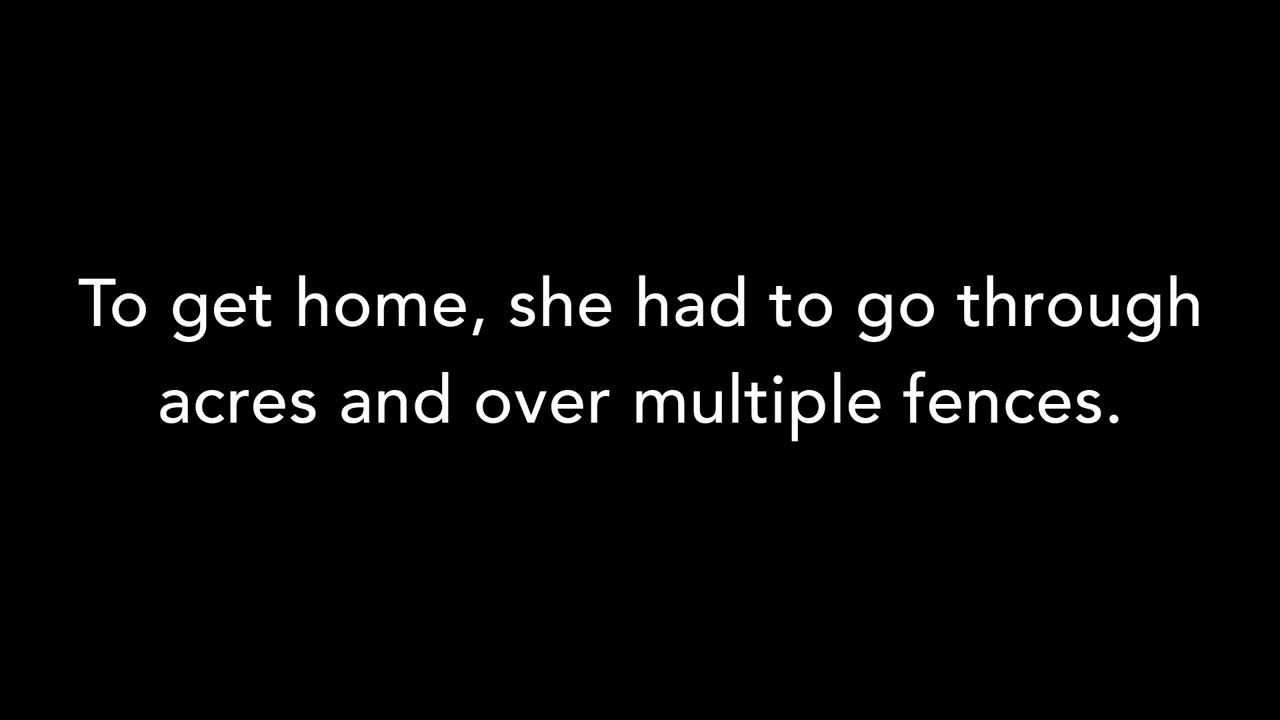 To get home, she had to go through
acres and over multiple fences.